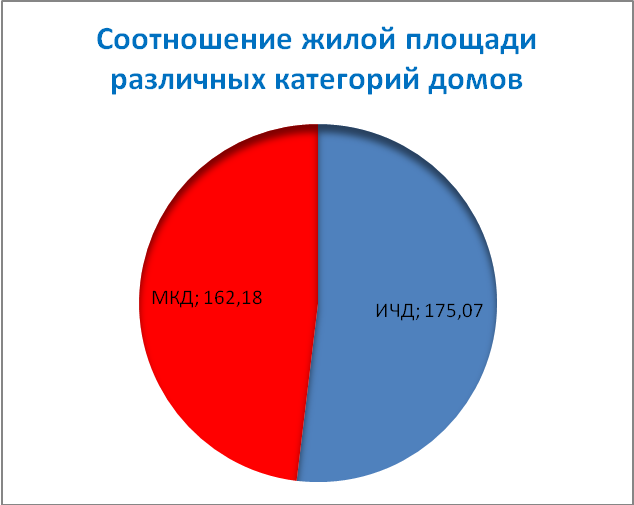 Соотношение жилой площади
различных категорий домов
МКД; 162,18
ИЧД; 175,07